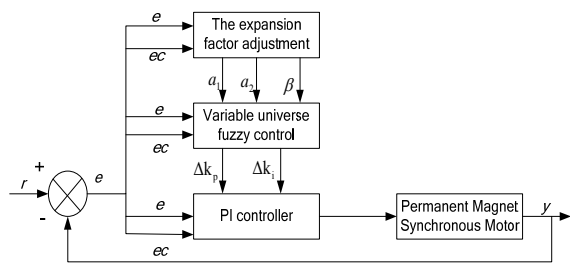 e
The expansion
factor adjustment
ec
a₁ a₂ β
e
Variable universe
fuzzy control
ec
Δkₚ Δkᵢ
+
r
e
-
e
PI controller
Permanent Magnet
Synchronous Motor
y
ec